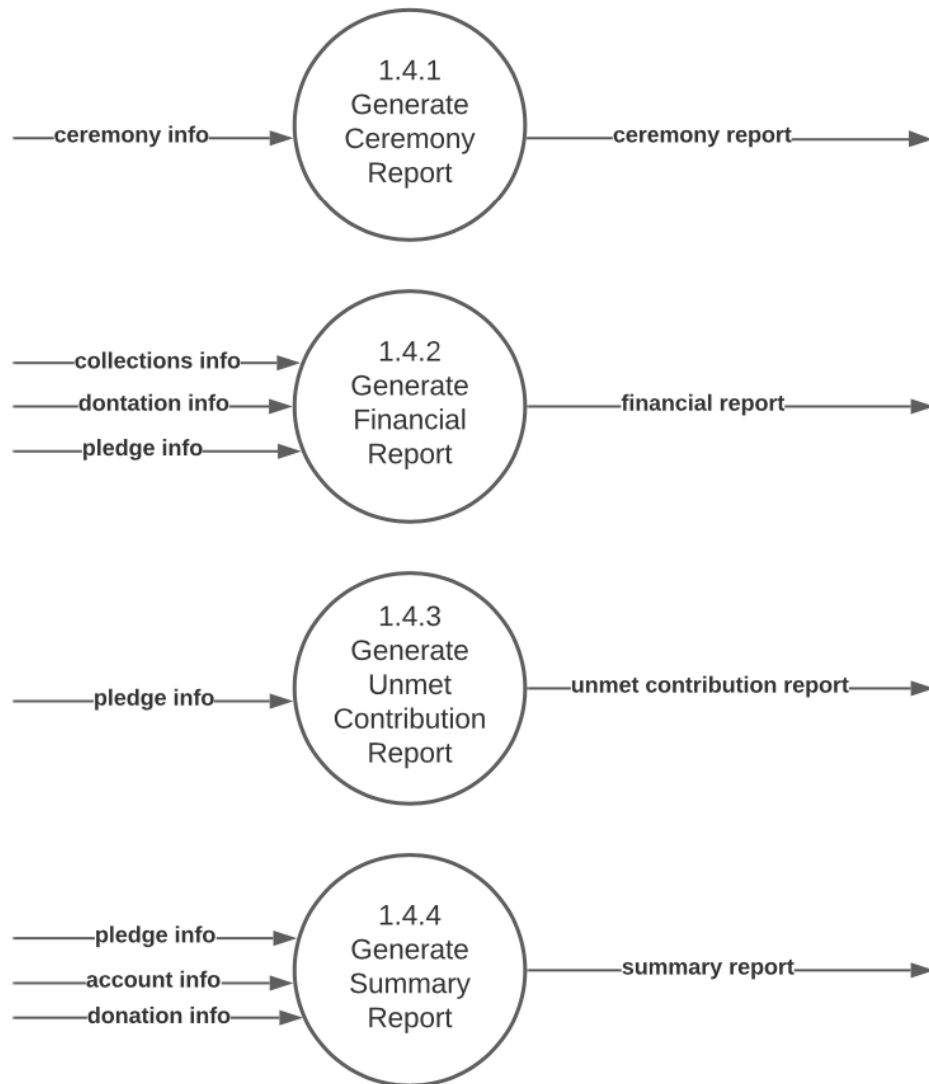 1.4.1
Generate
Ceremony
Report
ceremony info
ceremony report
1.4.2
Generate
Financial
Report
collections info
dontation info
pledge info
financial report
1.4.3
Generate
Unmet
Contribution
Report
pledge info
unmet contribution report
1.4.4
Generate
Summary
Report
pledge info
account info
donation info
summary report